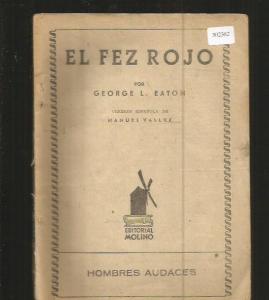 EL FEZ ROJO
POR
GEORGE L. EATON
VERSION ESPAÑOLA DE
MANUEL VALLVE
EDITORIAL
MOLINO
HOMBRES AUDACES